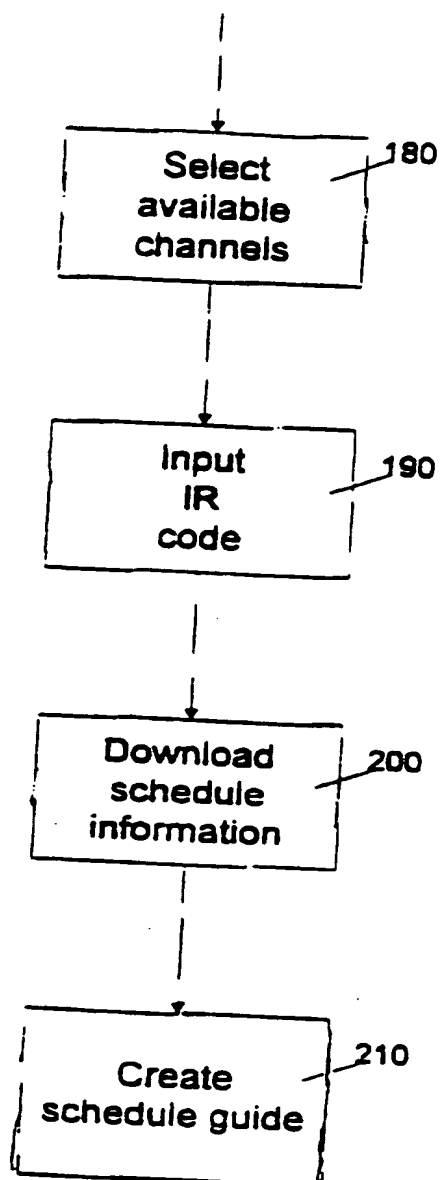 Select
available
channels
180
Input
IR
code
190
Download
schedule
information
200
Create
schedule guide
210